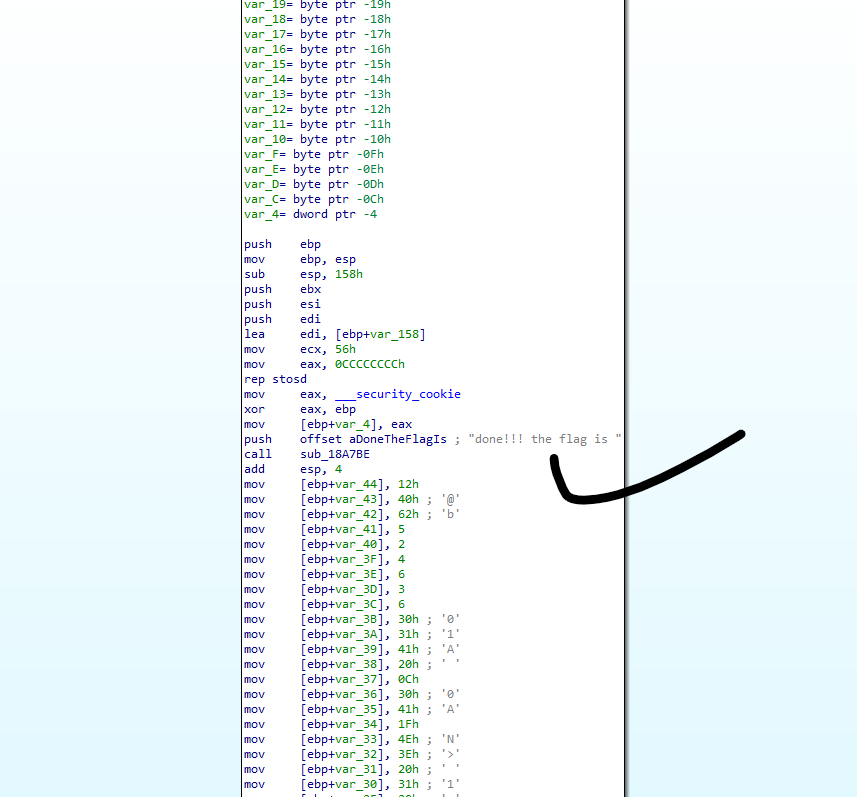 var_19= byte ptr -19h
var_18= byte ptr -18h
var_17= byte ptr -17h
var_16= byte ptr -16h
var_15= byte ptr -15h
var_14= byte ptr -14h
var_13= byte ptr -13h
var_12= byte ptr -12h
var_11= byte ptr -11h
var_10= byte ptr -10h
var_F= byte ptr -0Fh
var_E= byte ptr -0Eh
var_D= byte ptr -0Dh
var_C= byte ptr -0Ch
var_4= dword ptr -4
push    ebp
mov     ebp, esp
sub     esp, 158h
push    ebx
push    esi
push    edi
lea     edi, [ebp+var_158]
mov     ecx, 56h
mov     eax, 0CCCCCCCCh
rep stosd
mov     eax, ___security_cookie
xor     eax, ebp
mov     [ebp+var_4], eax
push    offset aDoneTheFlagIs ; "done!!! the flag is "
call    sub_18A7BE
add     esp, 4
mov     [ebp+var_44], 12h
mov     [ebp+var_43], 40h ; '@'
mov     [ebp+var_42], 62h ; 'b'
mov     [ebp+var_41], 5
mov     [ebp+var_40], 2
mov     [ebp+var_3F], 4
mov     [ebp+var_3E], 6
mov     [ebp+var_3D], 3
mov     [ebp+var_3C], 6
mov     [ebp+var_3B], 30h ; '0'
mov     [ebp+var_3A], 31h ; '1'
mov     [ebp+var_39], 41h ; 'A'
mov     [ebp+var_38], 20h ; ' '
mov     [ebp+var_37], 0Ch
mov     [ebp+var_36], 30h ; '0'
mov     [ebp+var_35], 41h ; 'A'
mov     [ebp+var_34], 1Fh
mov     [ebp+var_33], 4Eh ; 'N'
mov     [ebp+var_32], 3Eh ; '>'
mov     [ebp+var_31], 20h ; ' '
mov     [ebp+var_30], 31h ; '1'